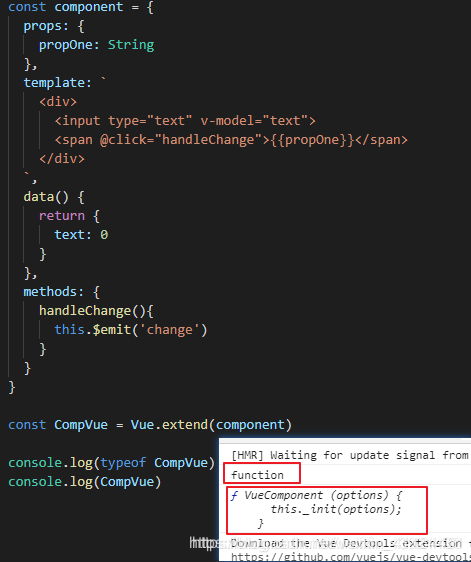 const component = {
  props: {
    propOne: String
  },
  template: `
    <div>
      <input type="text" v-model="text">
      <span @click="handleChange">{{propOne}}</span>
    </div>
  `,
  data() {
    return {
      text: 0
    }
  },
  methods: {
    handleChange(){
      this.$emit('change')
    }
  }
}
const CompVue = Vue.extend(component)
[HMR] Waiting for update signal from
console.log(typeof CompVue)
function
console.log(CompVue)
ƒ VueComponent (options) {
      this._init(options);
    }
Download the Vue Devtools extension
https://github.com/vuejs/vue-devtools